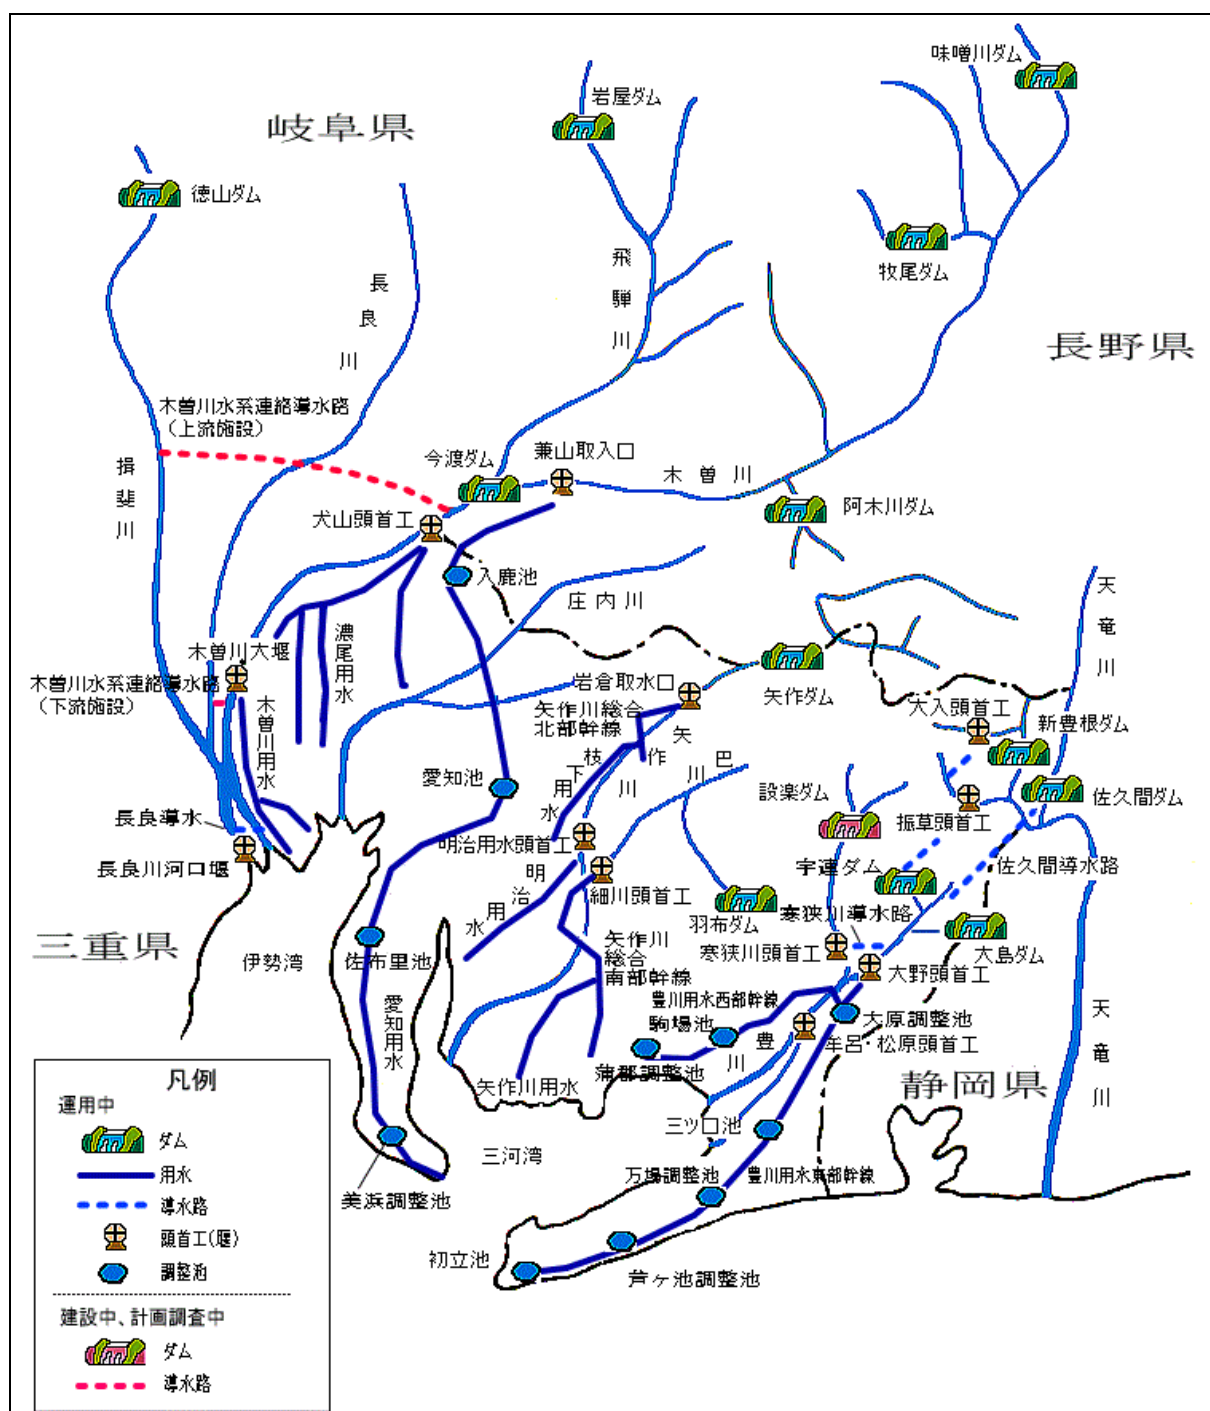 味噌川ダム
岩屋ダム
岐阜県
徳山ダム
牧尾ダム
飛騨川
長良川
長野県
木曽川水系連絡導水路
（上流施設）
揖斐川
今渡ダム
兼山取入口
木曽川
阿木川ダム
犬山頭首工
入鹿池
庄内川
天竜川
濃尾用水
木曽川大堰
木曽川水系連絡導水路
（下流施設）
木曽川用水
岩倉取水口
矢作ダム
矢作川総合
北部幹線
大入頭首工
新豊根ダム
矢作川
枝下用水
巴川
愛知池
設楽ダム
佐久間ダム
振草頭首工
長良導水
長良川河口堰
明治用水頭首工
明治用水
細川頭首工
宇連ダム
佐久間導水路
羽布ダム
寒狭川導水路
寒狭川頭首工
大島ダム
大野頭首工
三重県
伊勢湾
佐布里池
矢作川
総合
南部幹線
豊川用水西部幹線
駒場池
大原調整池
牟呂・松原頭首工
豊川
蒲郡調整池
愛知用水
矢作川用水
静岡県
天竜川
三ツ口池
三河湾
万場調整池
豊川用水東部幹線
美浜調整池
初立池
芦ヶ池調整池
凡例
運用中
ダム
用水
導水路
頭首工(堰)
調整池
建設中、計画調査中
ダム
導水路